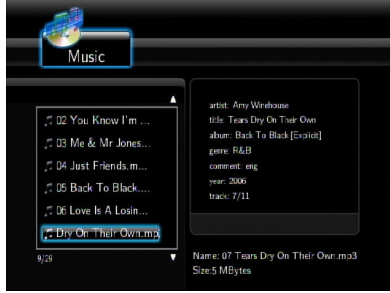 Music
02 You Know I'm ...
03 Me & Mr Jones...
04 Just Friends.m...
05 Back To Black....
06 Love Is A Losin...
Dry On Their Own.mp
9/29
artist: Amy Winehouse
title: Tears Dry On Their Own
album: Back To Black [Explicit]
genre: R&B
comment: eng
year: 2006
track: 7/11
Name: 07 Tears Dry On Their Own.mp3
Size:5 MBytes